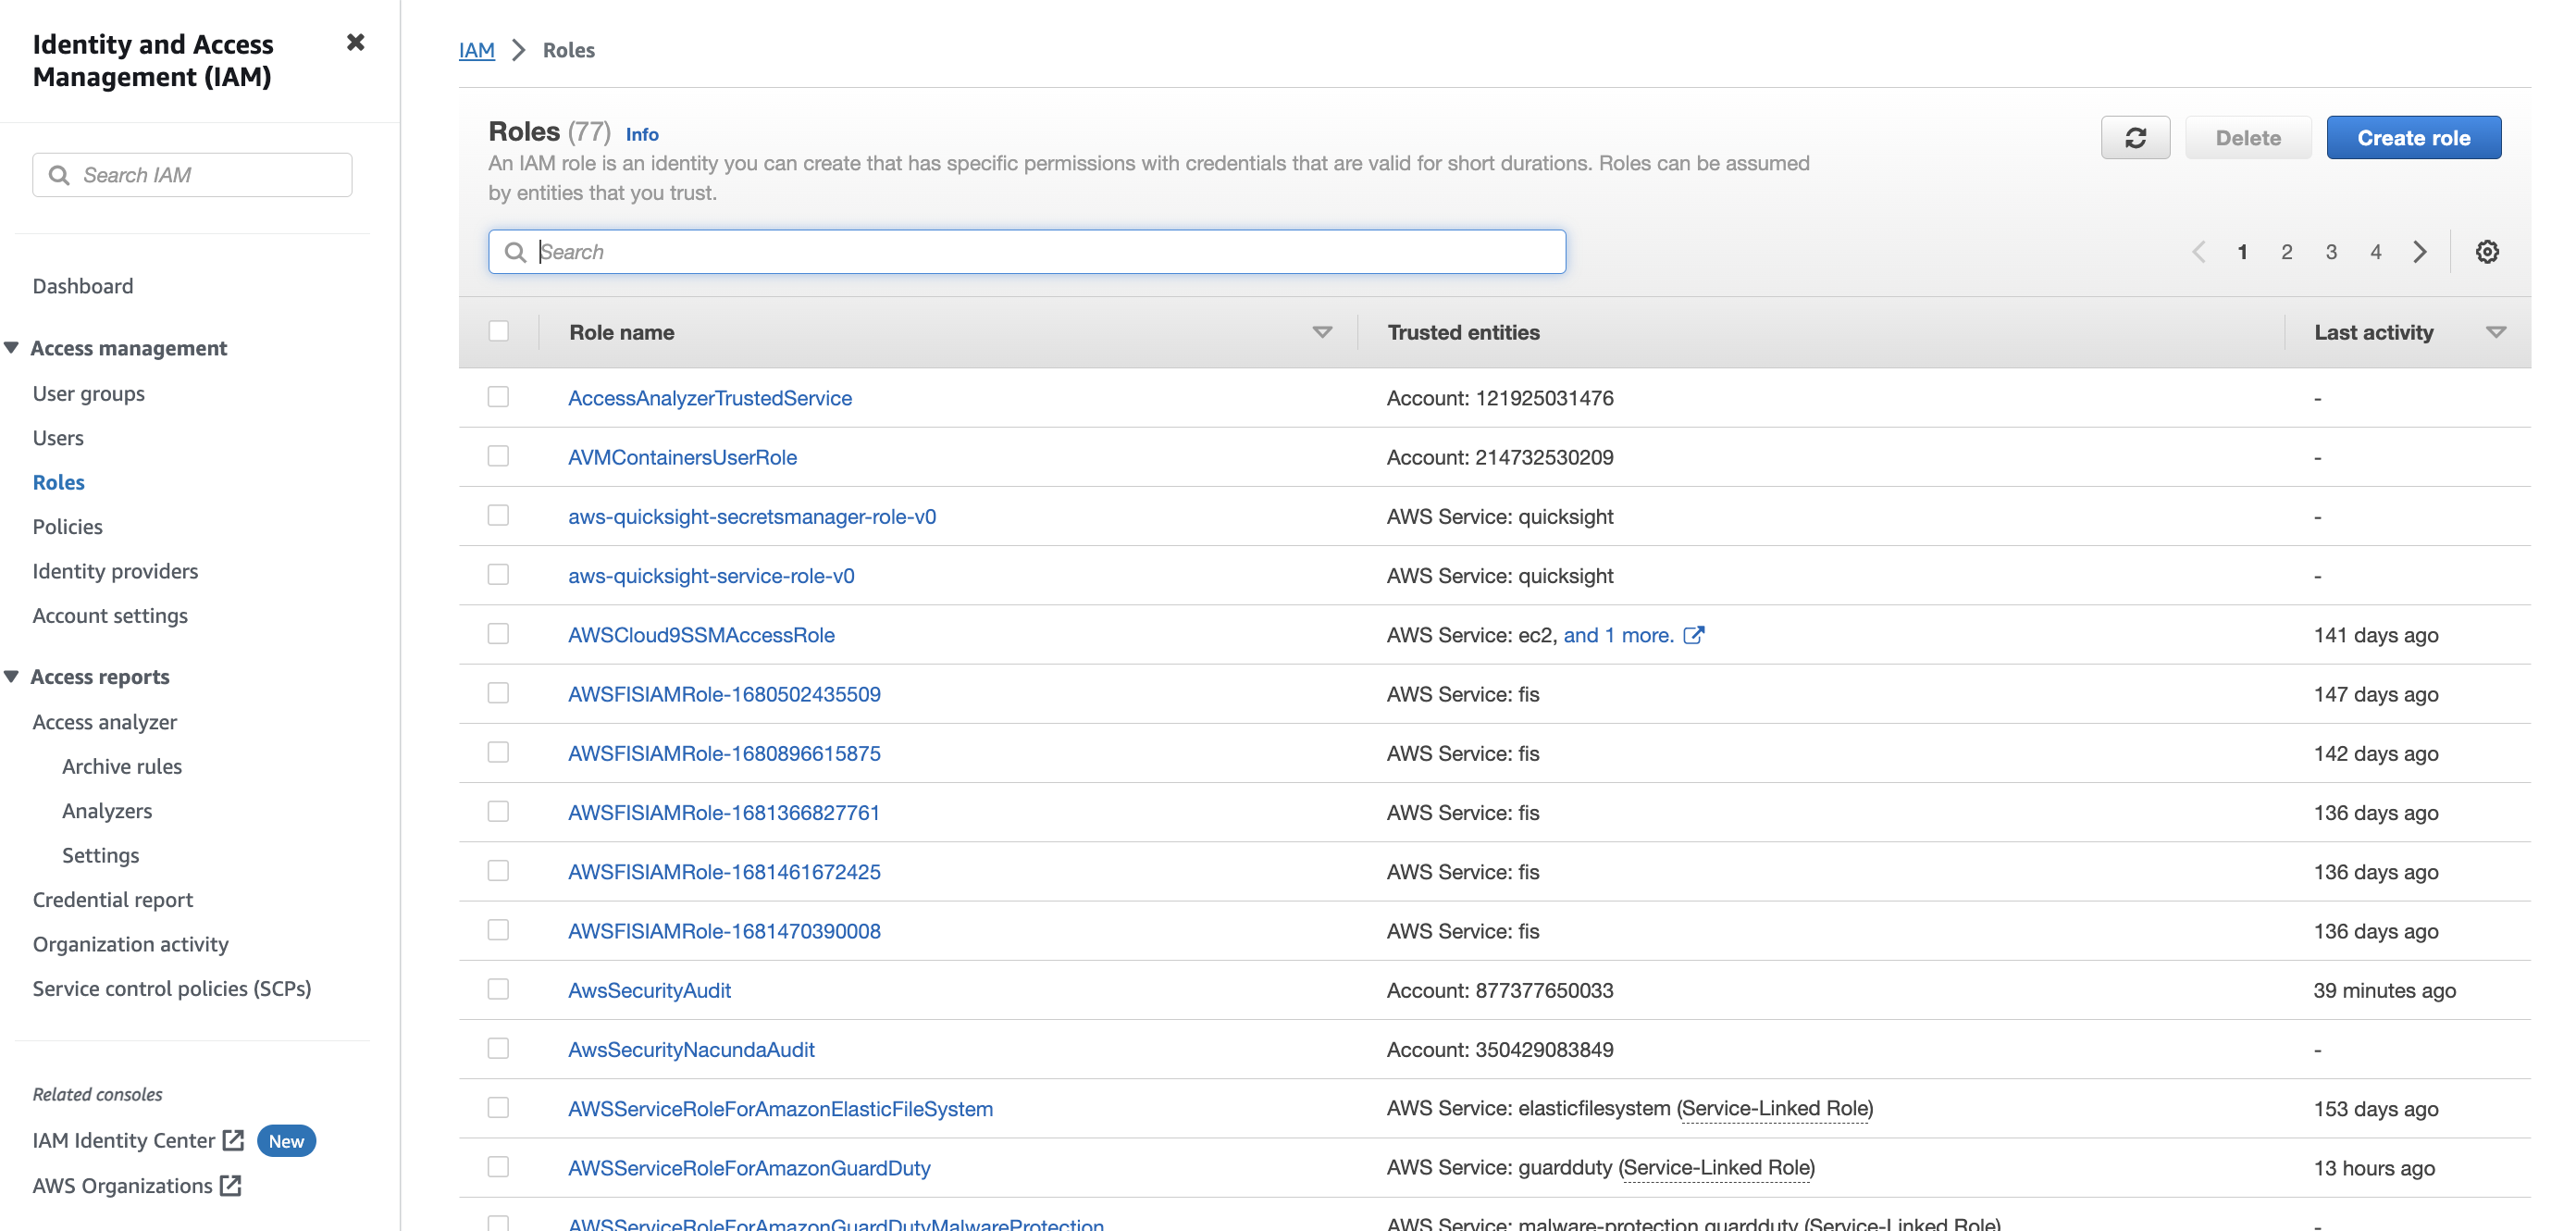 Identity and Access
Management (IAM)
Search IAM
Dashboard
Access management
User groups
Users
Roles
Policies
Identity providers
Account settings
Access reports
Access analyzer
Archive rules
Analyzers
Settings
Credential report
Organization activity
Service control policies (SCPs)
Related consoles
IAM Identity Center New
AWS Organizations
IAM > Roles
Roles (77) Info
An IAM role is an identity you can create that has specific permissions with credentials that are valid for short durations. Roles can be assumed
by entities that you trust.
Delete Create role
Search
1 2 3 4
Role name Trusted entities Last activity
AccessAnalyzerTrustedService Account: 121925031476 -
AVMContainersUserRole Account: 214732530209 -
aws-quicksight-secretsmanager-role-v0 AWS Service: quicksight -
aws-quicksight-service-role-v0 AWS Service: quicksight -
AWSCloud9SSMAccessRole AWS Service: ec2, and 1 more. 141 days ago
AWSFISIAMRole-1680502435509 AWS Service: fis 147 days ago
AWSFISIAMRole-1680896615875 AWS Service: fis 142 days ago
AWSFISIAMRole-1681366827761 AWS Service: fis 136 days ago
AWSFISIAMRole-1681461672425 AWS Service: fis 136 days ago
AWSFISIAMRole-1681470390008 AWS Service: fis 136 days ago
AwsSecurityAudit Account: 877377650033 39 minutes ago
AwsSecurityNacundaAudit Account: 350429083849 -
AWSServiceRoleForAmazonElasticFileSystem AWS Service: elasticfilesystem (Service-Linked Role) 153 days ago
AWSServiceRoleForAmazonGuardDuty AWS Service: guardduty (Service-Linked Role) 13 hours ago
AWSServiceRoleForAmazonGuardDutyMalwareProtection AWS Service: malware-protection.guardduty (Service-Linked Role) -